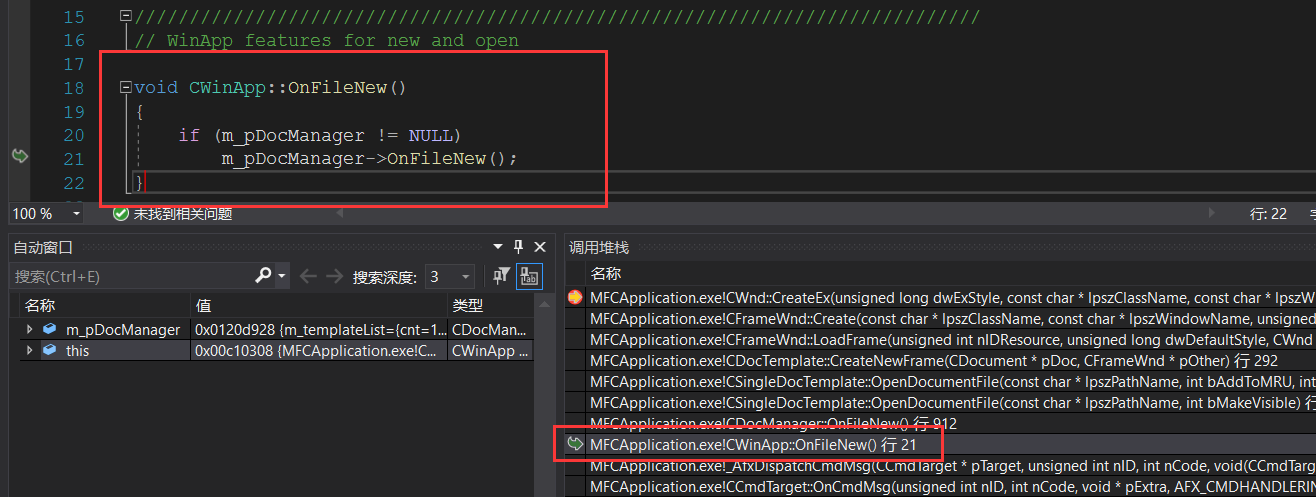 15 ////////////////////////////////////////////////////////////////////////////
16 // WinApp features for new and open
17
18 void CWinApp::OnFileNew()
19 {
20 if (m_pDocManager != NULL)
21 m_pDocManager->OnFileNew();
22 }
100 % 未找到相关问题 行: 22
自动窗口
搜索(Ctrl+E) 搜索深度: 3
名称 值 类型
m_pDocManager 0x0120d928 {m_templateList={cnt=1... CDocMan...
this 0x00c10308 {MFCApplication.exe!C... CWinApp ...
调用堆栈
名称
MFCApplication.exe!CWnd::CreateEx(unsigned long dwExStyle, const char * lpszClassName, const char * lpszW
MFCApplication.exe!CFrameWnd::Create(const char * lpszClassName, const char * lpszWindowName, unsigned
MFCApplication.exe!CFrameWnd::LoadFrame(unsigned int nIDResource, unsigned long dwDefaultStyle, CWnd
MFCApplication.exe!CDocTemplate::CreateNewFrame(CDocument * pDoc, CFrameWnd * pOther) 行 292
MFCApplication.exe!CSingleDocTemplate::OpenDocumentFile(const char * lpszPathName, int bAddToMRU, int
MFCApplication.exe!CSingleDocTemplate::OpenDocumentFile(const char * lpszPathName, int bMakeVisible) 行
MFCApplication.exe!CDocManager::OnFileNew() 行 912
MFCApplication.exe!CWinApp::OnFileNew() 行 21
MFCApplication.exe!_AfxDispatchCmdMsg(CCmdTarget * pTarget, unsigned int nID, int nCode, void(CCmdTar
MFCApplication.exe!CCmdTarget::OnCmdMsg(unsigned int nID, int nCode, void * pExtra, AFX_CMDHANDLERIN